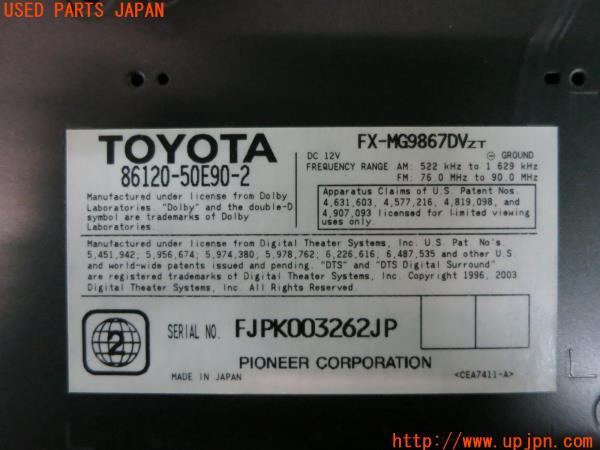 USED PARTS JAPAN
TOYOTA
86120-50E90-2
FX-MG9867DVZT
DC 12V ⊖ GROUND
FREQUENCY RANGE AM: 522 kHz to 1 629 kHz
FM: 76.0 MHz to 90.0 MHz
Manufactured under license from Dolby
Laboratories. "Dolby" and the double-D
symbol are trademarks of Dolby
Laboratories.
Apparatus Claims of U.S. Patent Nos.
4,631,603, 4,577,216, 4,819,098, and
4,907,093 licensed for limited viewing
uses only.
Manufactured under license from Digital Theater Systems, Inc. U.S. Pat. No's.
5,451,942, 5,956,674, 5,974,380, 5,978,762, 6,226,616, 6,487,535 and other U.S.
and world-wide patents issued and pending. "DTS" and "DTS Digital Surround"
are registered trademarks of Digital Theater Systems, Inc. Copyright 1996, 2003
Digital Theater Systems, Inc. All Rights Reserved.
2
SERIAL NO. FJPK003262JP
PIONEER CORPORATION
MADE IN JAPAN
<CEA7411-A>
L
http://www.upjpn.com/